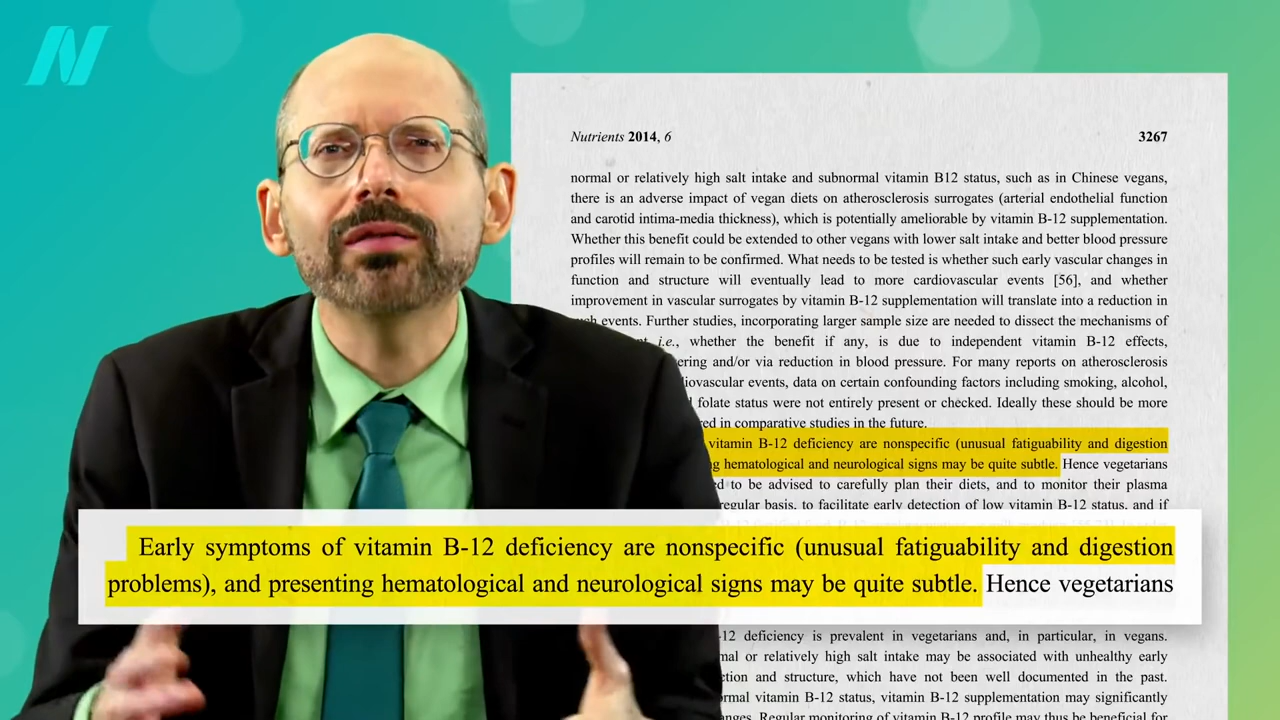 N
Nutrients 2014, 6 3267
normal or relatively high salt intake and subnormal vitamin B12 status, such as in Chinese vegans,
there is an adverse impact of vegan diets on atherosclerosis surrogates (arterial endothelial function
and carotid intima-media thickness), which is potentially ameliorable by vitamin B-12 supplementation.
Whether this benefit could be extended to other vegans with lower salt intake and better blood pressure
profiles will remain to be confirmed. What needs to be tested is whether such early vascular changes in
function and structure will eventually lead to more cardiovascular events [56], and whether
improvement in vascular surrogates by vitamin B-12 supplementation will translate into a reduction in
events. Further studies, incorporating larger sample size are needed to dissect the mechanisms of
i.e., whether the benefit if any, is due to independent vitamin B-12 effects,
and/or via reduction in blood pressure. For many reports on atherosclerosis
events, data on certain confounding factors including smoking, alcohol,
folate status were not entirely present or checked. Ideally these should be more
in comparative studies in the future.
vitamin B-12 deficiency are nonspecific (unusual fatiguability and digestion
hematological and neurological signs may be quite subtle. Hence vegetarians
to be advised to carefully plan their diets, and to monitor their plasma
regular basis, to facilitate early detection of low vitamin B-12 status, and if
Early symptoms of vitamin B-12 deficiency are nonspecific (unusual fatiguability and digestion
problems), and presenting hematological and neurological signs may be quite subtle. Hence vegetarians
deficiency is prevalent in vegetarians and, in particular, in vegans.
or relatively high salt intake may be associated with unhealthy early
and structure, which have not been well documented in the past.
vitamin B-12 status, vitamin B-12 supplementation may significantly
Regular monitoring of vitamin B-12 profile may thus be beneficial for